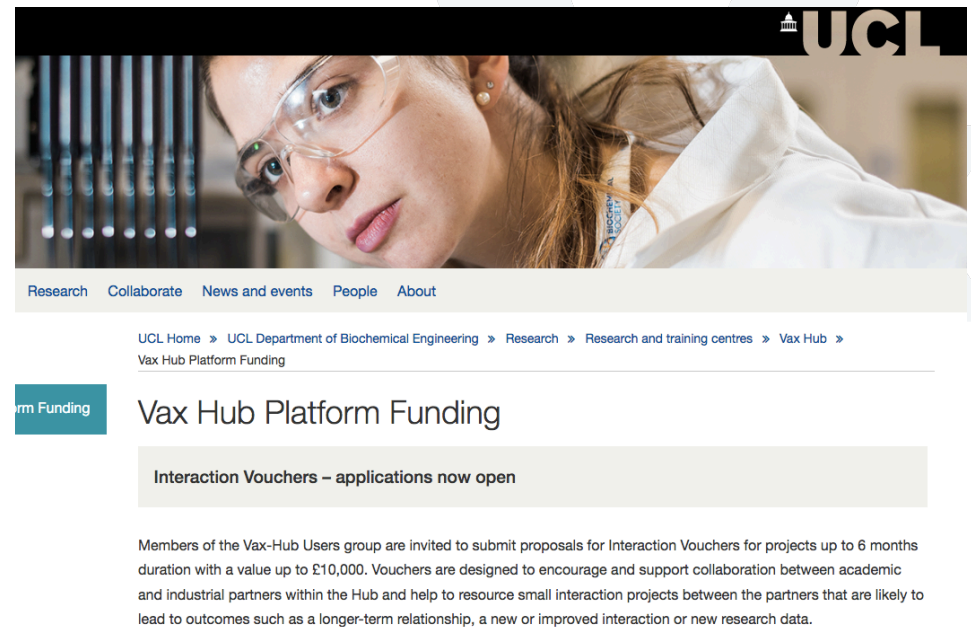 UCL
BIOCHEMICAL
SOCIETY
Research Collaborate News and events People About
UCL Home » UCL Department of Biochemical Engineering » Research » Research and training centres » Vax Hub »
Vax Hub Platform Funding
rm Funding
Vax Hub Platform Funding
Interaction Vouchers – applications now open
Members of the Vax-Hub Users group are invited to submit proposals for Interaction Vouchers for projects up to 6 months
duration with a value up to £10,000. Vouchers are designed to encourage and support collaboration between academic
and industrial partners within the Hub and help to resource small interaction projects between the partners that are likely to
lead to outcomes such as a longer-term relationship, a new or improved interaction or new research data.